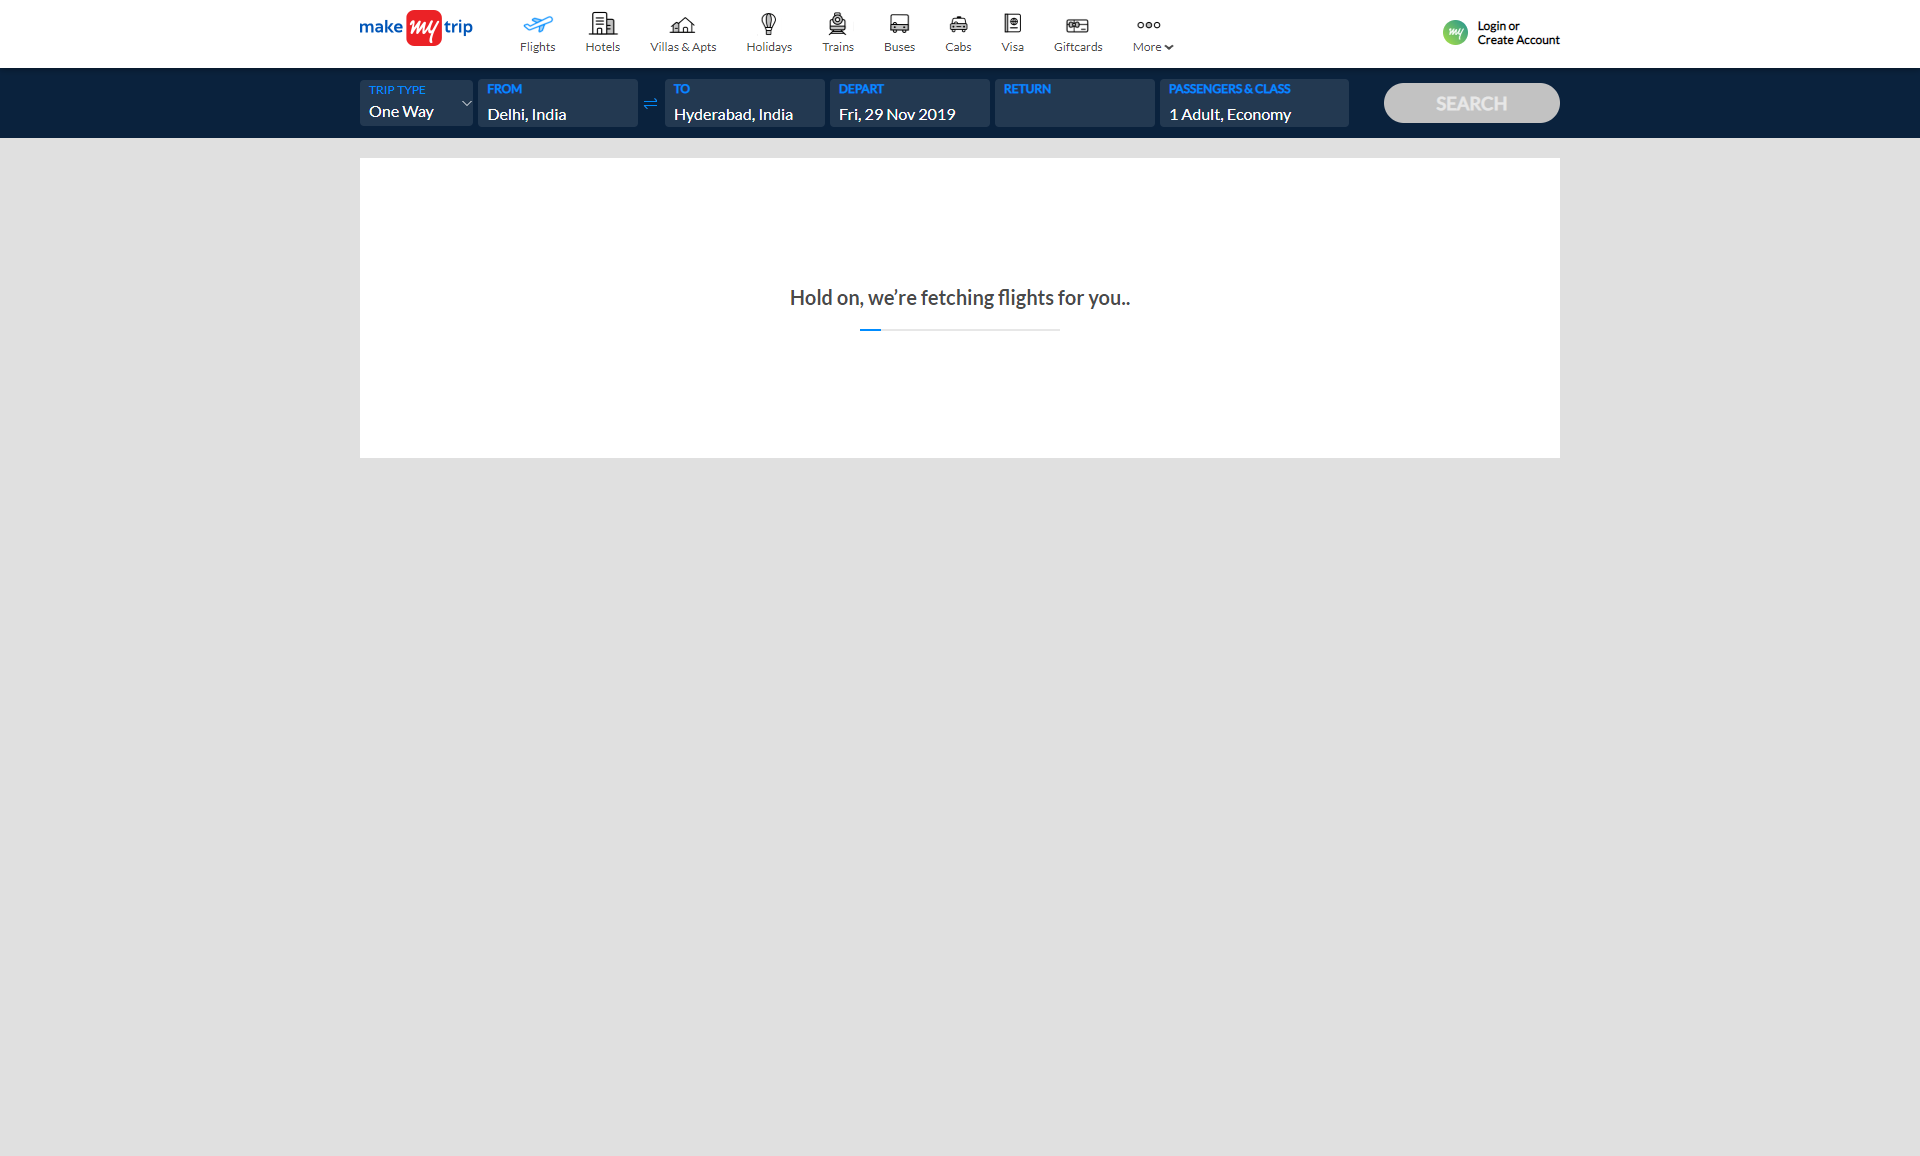 make my trip
Flights
Hotels
Villas & Apts
Holidays
Trains
Buses
Cabs
Visa
Giftcards
More
my
Login or
Create Account
TRIP TYPE
One Way
FROM
Delhi, India
TO
Hyderabad, India
DEPART
Fri, 29 Nov 2019
RETURN
PASSENGERS & CLASS
1 Adult, Economy
SEARCH
Hold on, we’re fetching flights for you..